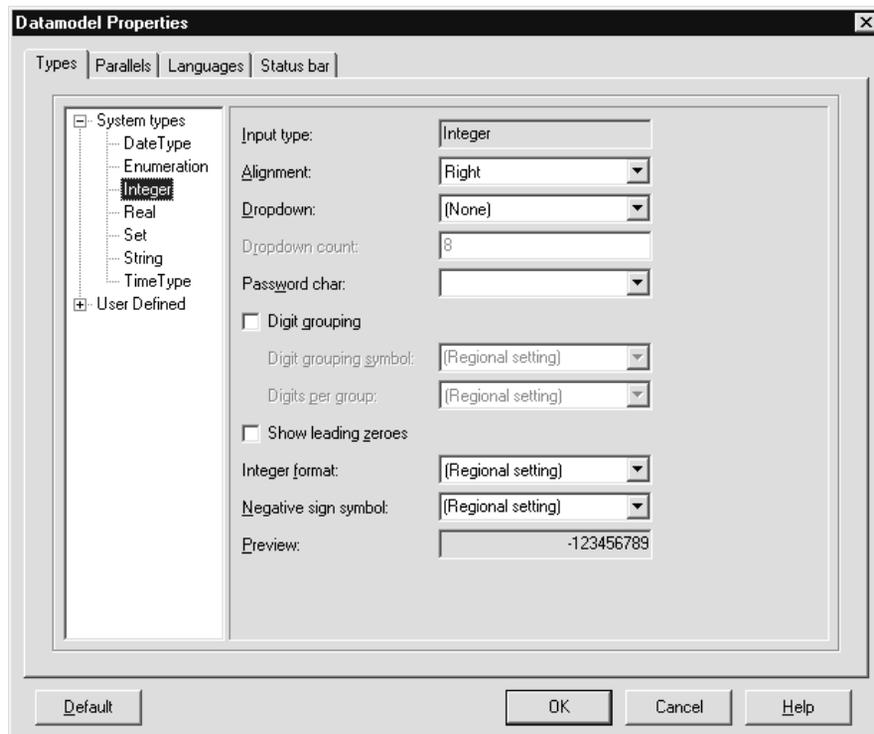 Datamodel Properties
Types Parallels Languages Status bar
System types
DateType
Enumeration
Integer
Real
Set
String
TimeType
User Defined
Input type: Integer
Alignment: Right
Dropdown: (None)
Dropdown count: 8
Password char:
Digit grouping
Digit grouping symbol: (Regional setting)
Digits per group: (Regional setting)
Show leading zeroes
Integer format: (Regional setting)
Negative sign symbol: (Regional setting)
Preview: -123456789
Default OK Cancel Help